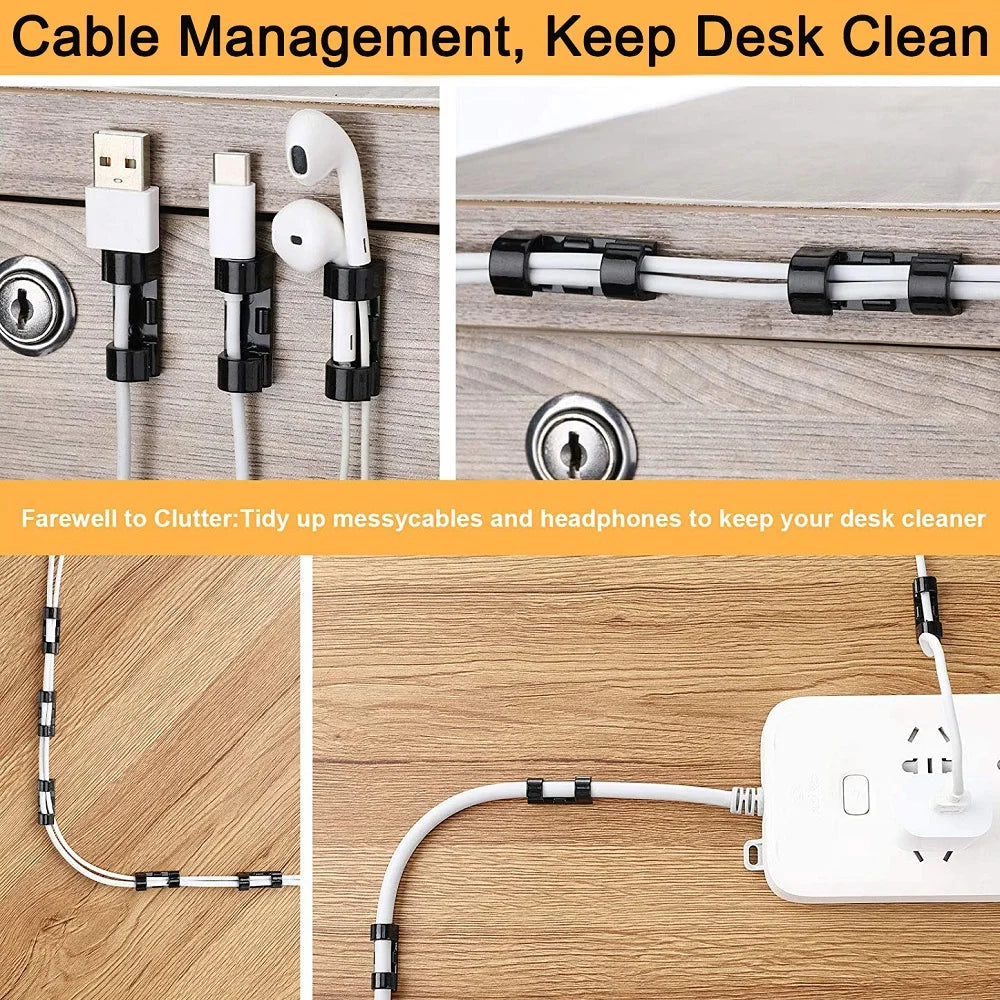 Cable Management, Keep Desk Clean
Farewell to Clutter:Tidy up messycables and headphones to keep your desk cleaner